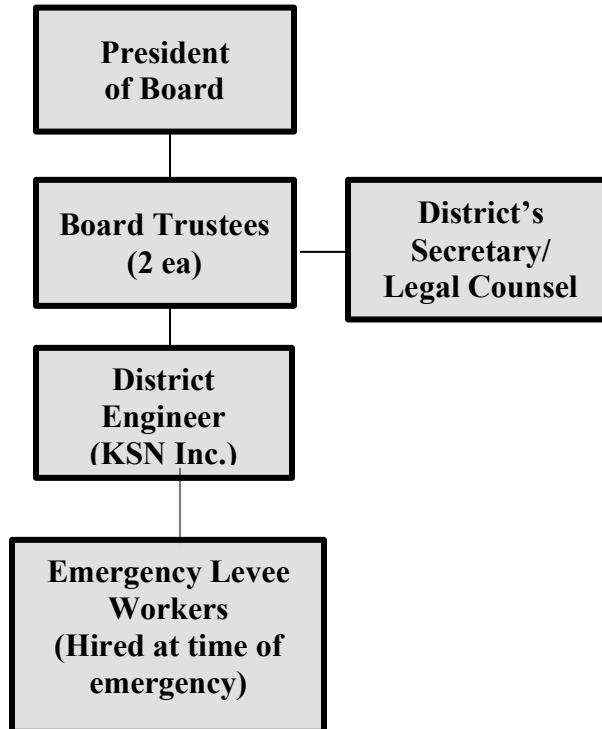 President
of Board
Board Trustees
(2 ea)
District’s
Secretary/
Legal Counsel
District
Engineer
(KSN Inc.)
Emergency Levee
Workers
(Hired at time of
emergency)